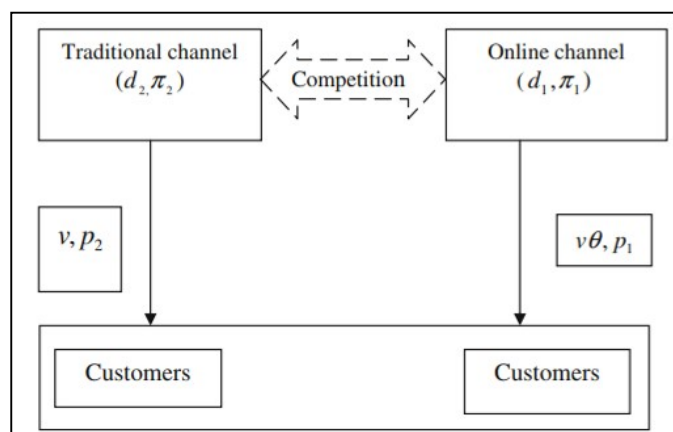 Traditional channel
(d₂,π₂)
Competition
Online channel
(d₁,π₁)
v,p₂
vθ,p₁
Customers
Customers